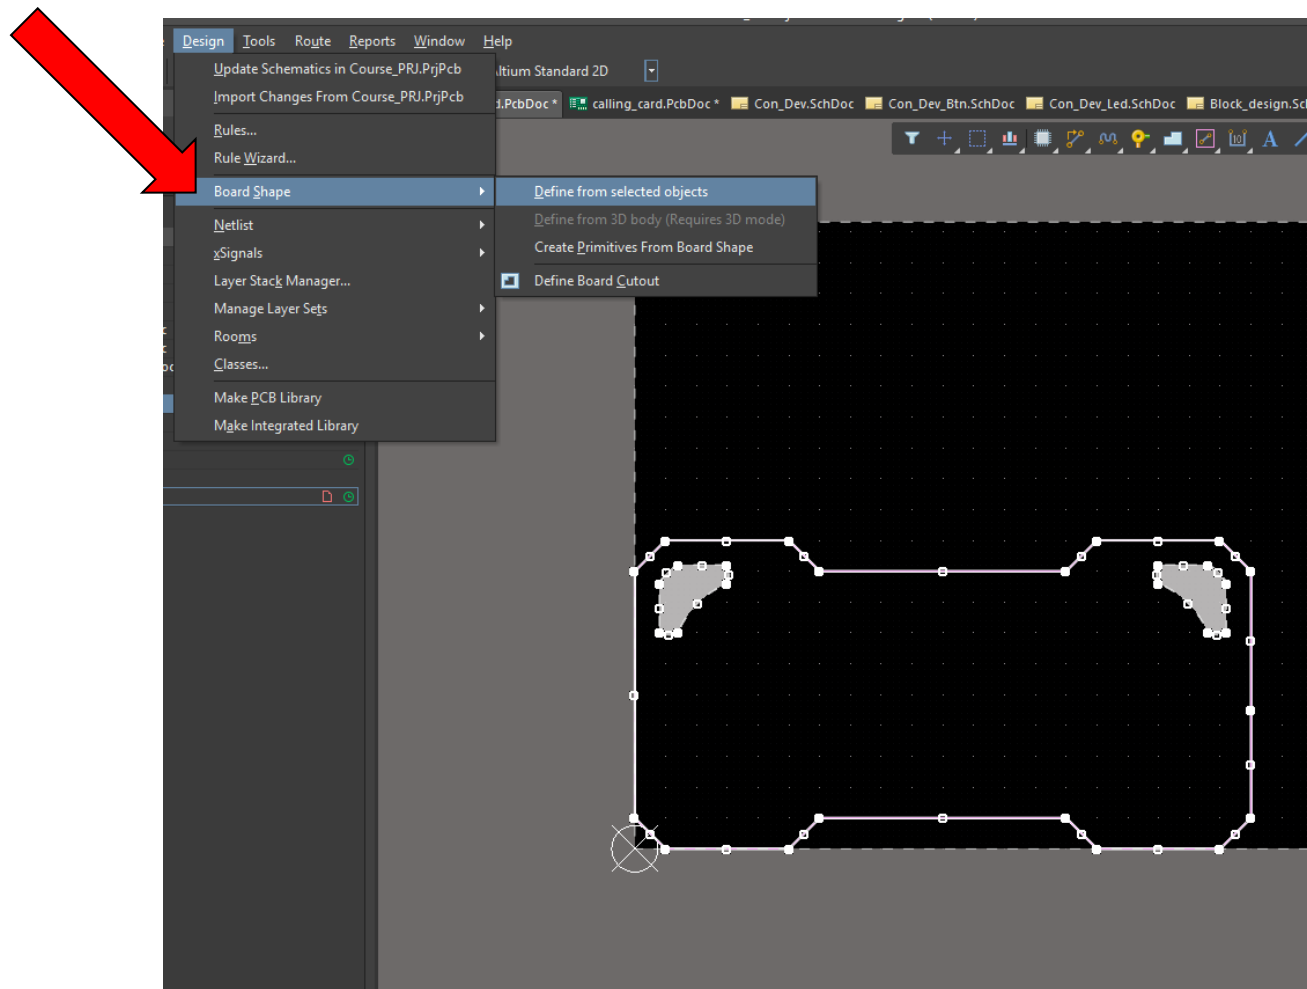 Design Tools Route Reports Window Help
Update Schematics in Course_PRJ.PrjPcb
Import Changes From Course_PRJ.PrjPcb
Rules...
Rule Wizard...
Board Shape
Netlist
xSignals
Layer Stack Manager...
Manage Layer Sets
Rooms
Classes...
Make PCB Library
Make Integrated Library
Define from selected objects
Define from 3D body (Requires 3D mode)
Create Primitives From Board Shape
Define Board Cutout
ltium Standard 2D
d.PcbDoc * calling_card.PcbDoc * Con_Dev.SchDoc Con_Dev_Btn.SchDoc Con_Dev_Led.SchDoc Block_design.Sc
A